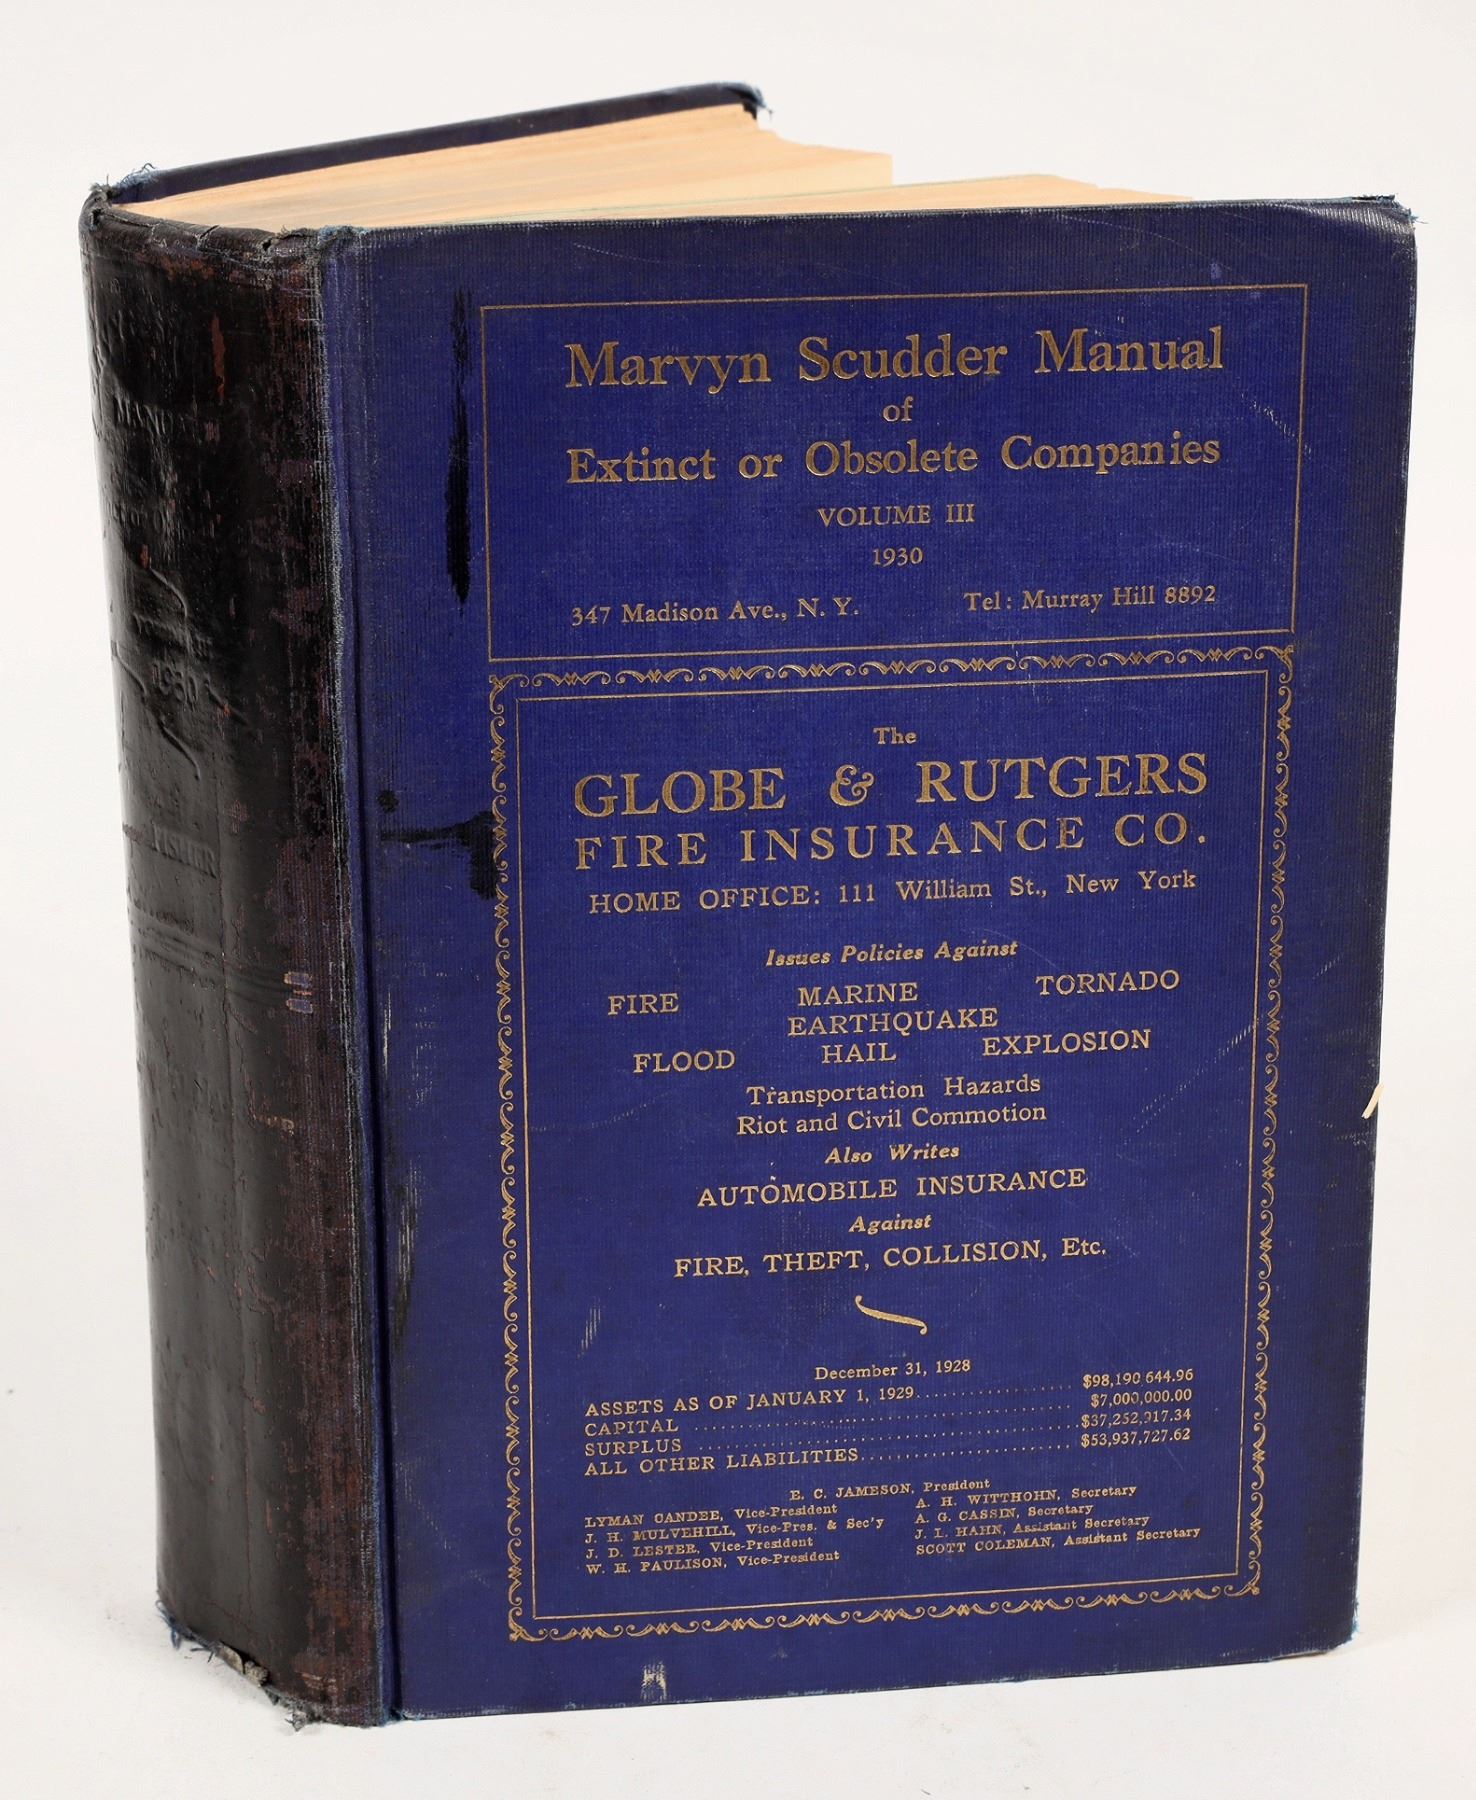 Marvyn Scudder Manual
of
Extinct or Obsolete Companies
VOLUME III
1930
347 Madison Ave., N. Y. Tel: Murray Hill 8892
The
GLOBE & RUTGERS
FIRE INSURANCE CO.
HOME OFFICE: 111 William St., New York
Issues Policies Against
FIRE MARINE TORNADO
EARTHQUAKE
FLOOD HAIL EXPLOSION
Transportation Hazards
Riot and Civil Commotion
Also Writes
AUTOMOBILE INSURANCE
Against
FIRE, THEFT, COLLISION, Etc.
December 31, 1928
ASSETS AS OF JANUARY 1, 1929 $98,190 644.96
CAPITAL $7,000,000.00
SURPLUS $37,252,917.34
ALL OTHER LIABILITIES $53,937,727.62
E. C. JAMESON, President
LYMAN CANDEE, Vice-President A. H. WITTHOHN, Secretary
J. H. MULVEHILL, Vice-Pres. & Sec'y A. G. CASSIN, Secretary
J. D. LESTER, Vice-President J. L. HAHN, Assistant Secretary
W. H. PAULISON, Vice-President SCOTT COLEMAN, Assistant Secretary
1930
FISHER